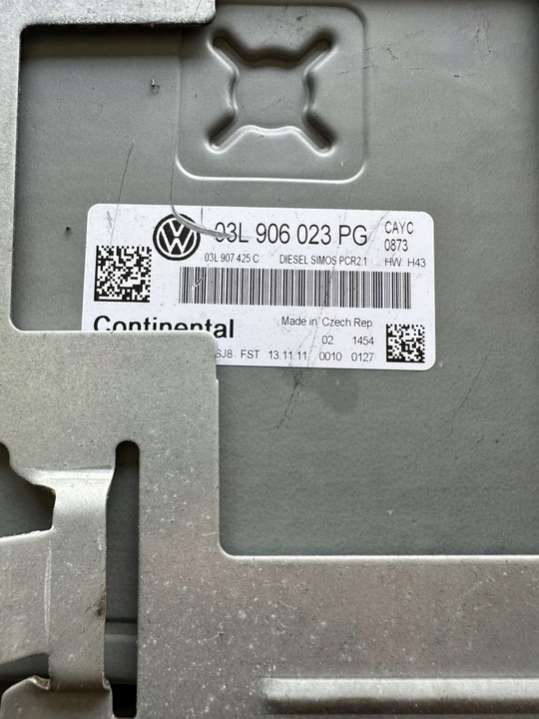 03L 906 023 PG
CAYC
0873
03L 907 425 C DIESEL SIMOS PCR2.1 HW H43
Continental
Made in Czech Rep
02 1454
SJ8. FST 13.11.11 0010 0127